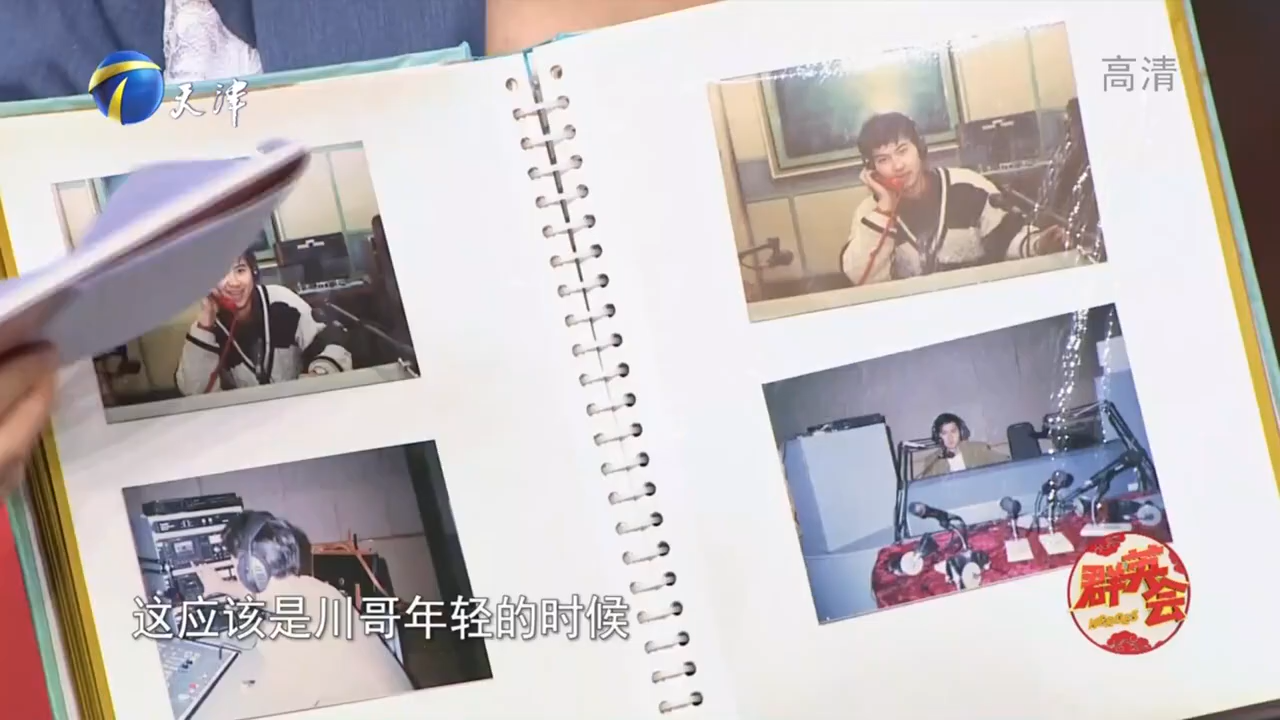 天津
高清
这应该是川哥年轻的时候
群英会